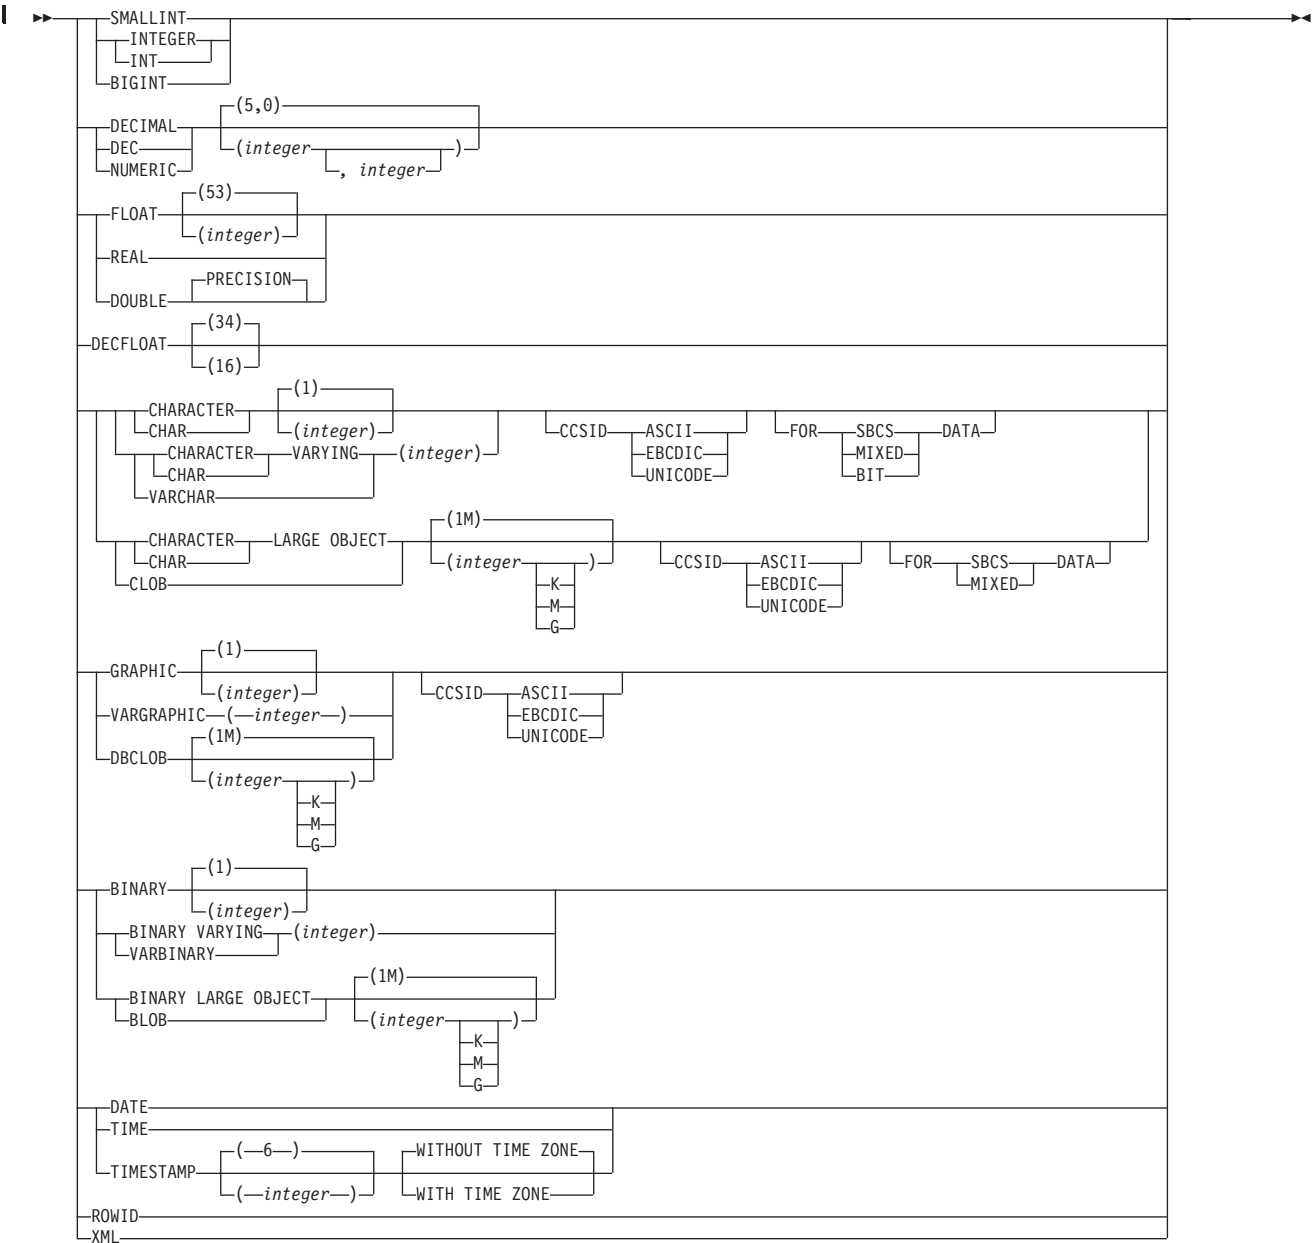 SMALLINT
INTEGER
INT
BIGINT
(5,0)
DECIMAL
DEC (integer )
NUMERIC , integer
(53)
FLOAT
(integer)
REAL
PRECISION
DOUBLE
(34)
DECFLOAT
(16)
(1)
CHARACTER
CHAR (integer) CCSID ASCII FOR SBCS DATA
CHARACTER VARYING (integer) EBCDIC MIXED
CHAR UNICODE BIT
VARCHAR
(1M)
CHARACTER LARGE OBJECT
CHAR (integer ) CCSID ASCII FOR SBCS DATA
CLOB K EBCDIC MIXED
M UNICODE
G
(1)
GRAPHIC
(integer) CCSID ASCII
VARGRAPHIC ( integer ) EBCDIC
(1M) UNICODE
DBCLOB
(integer )
K
M
G
(1)
BINARY
(integer)
BINARY VARYING (integer)
VARBINARY
(1M)
BINARY LARGE OBJECT
BLOB (integer )
K
M
G
DATE
TIME
( 6 ) WITHOUT TIME ZONE
TIMESTAMP
( integer ) WITH TIME ZONE
ROWID
XML